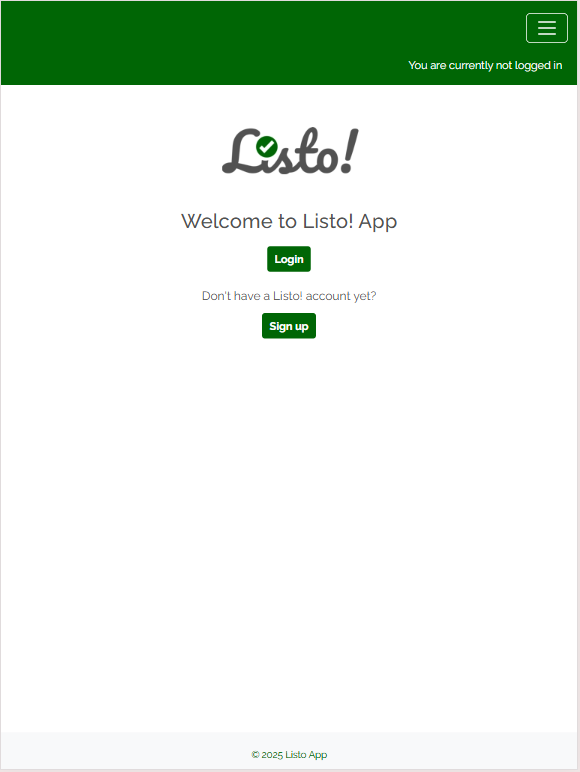 You are currently not logged in
Listo!
Welcome to Listo! App
Login
Don't have a Listo! account yet?
Sign up
© 2025 Listo App